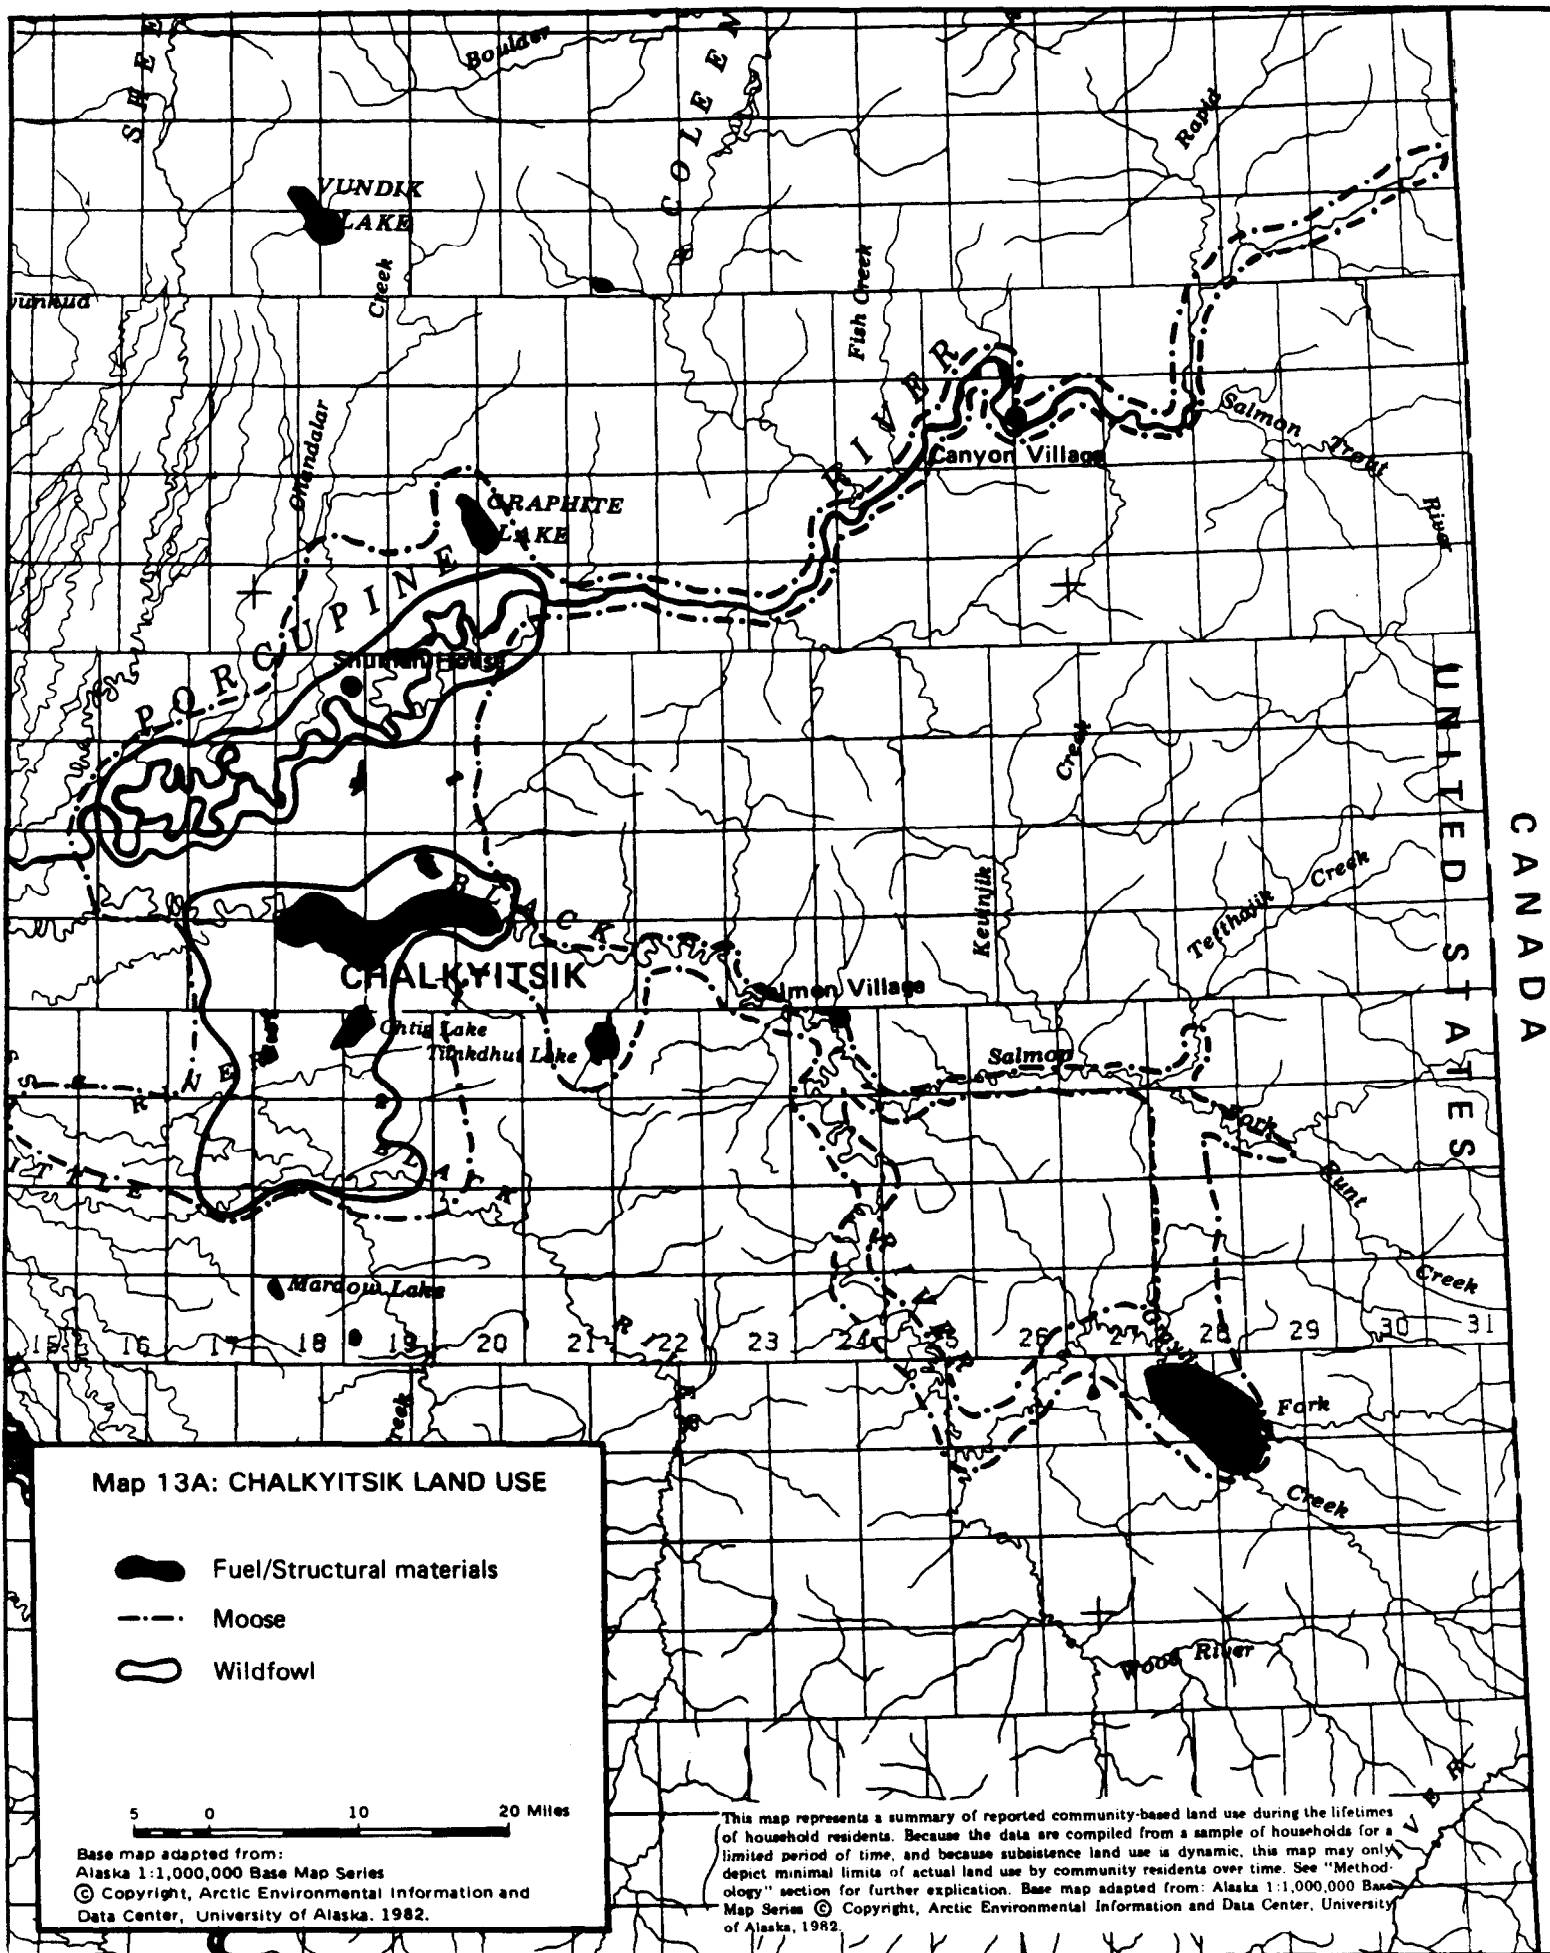 SHEE
Boulder
COLEEN
Rapid
VUNDIK
LAKE
Creek
Fish Creek
Chandalar
RIVER
Salmon
Trout
River
Canyon Village
GRAPHITE
LAKE
PORCUPINE
Shuman House
Creek
UNITED STATES
CANADA
BLACK
Kevinjik
Tetthajik
Creek
CHALKYITSIK
Salmon Village
Ohtig Lake
Tiinkdhul Lake
Salmon
Fork
Runt
Creek
BLACK
Mardow Lake
15 16 17 18 19 20 21 22 23 24 25 26 27 28 29 30 31
Fork
Creek
Wood River
Map 13A: CHALKYITSIK LAND USE
Fuel/Structural materials
Moose
Wildfowl
5 0 10 20 Miles
Base map adapted from:
Alaska 1:1,000,000 Base Map Series
© Copyright, Arctic Environmental Information and
Data Center, University of Alaska. 1982.
This map represents a summary of reported community-based land use during the lifetimes
of household residents. Because the data are compiled from a sample of households for a
limited period of time, and because subsistence land use is dynamic, this map may only
depict minimal limits of actual land use by community residents over time. See "Method-
ology" section for further explication. Base map adapted from: Alaska 1:1,000,000 Base
Map Series © Copyright, Arctic Environmental Information and Data Center, University
of Alaska, 1982.